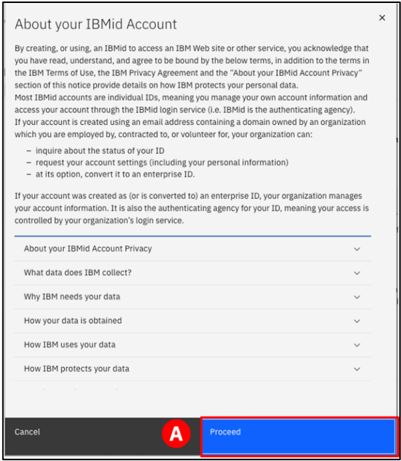 About your IBMid Account
By creating, or using, an IBMid to access an IBM Web site or other service, you acknowledge that
you have read, understand, and agree to be bound by the below terms, in addition to the terms in
the IBM Terms of Use, the IBM Privacy Agreement and the “About your IBMid Account Privacy”
section of this notice provide details on how IBM protects your personal data.
Most IBMid accounts are individual IDs, meaning you manage your own account information and
access your account through the IBMid login service (i.e. IBMid is the authenticating agency).
If your account is created using an email address containing a domain owned by an organization
which you are employed by, contracted to, or volunteer for, your organization can:
– inquire about the status of your ID
– request your account settings (including your personal information)
– at its option, convert it to an enterprise ID.
If your account was created as (or is converted to) an enterprise ID, your organization manages
your account information. It is also the authenticating agency for your ID, meaning your access is
controlled by your organization's login service.
About your IBMid Account Privacy
What data does IBM collect?
Why IBM needs your data
How your data is obtained
How IBM uses your data
How IBM protects your data
Cancel
A
Proceed